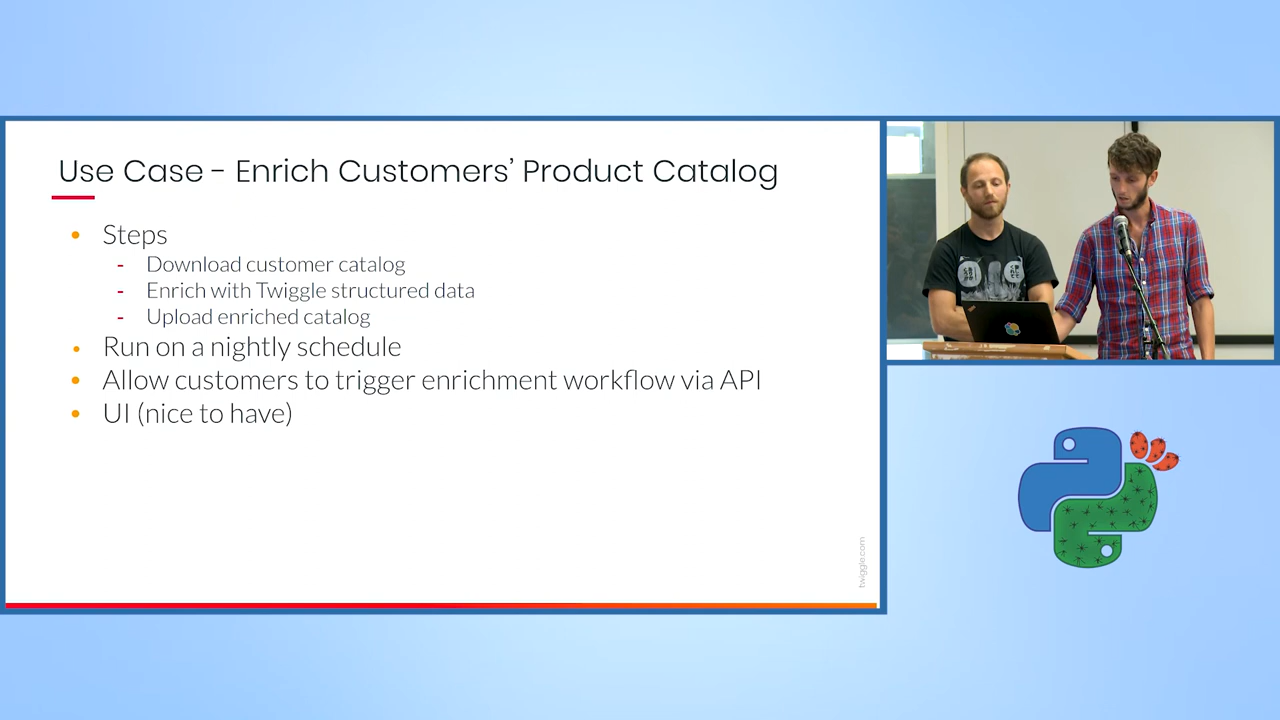 Use Case - Enrich Customers' Product Catalog
• Steps
- Download customer catalog
- Enrich with Twiggle structured data
- Upload enriched catalog
• Run on a nightly schedule
• Allow customers to trigger enrichment workflow via API
• UI (nice to have)
twiggle.com